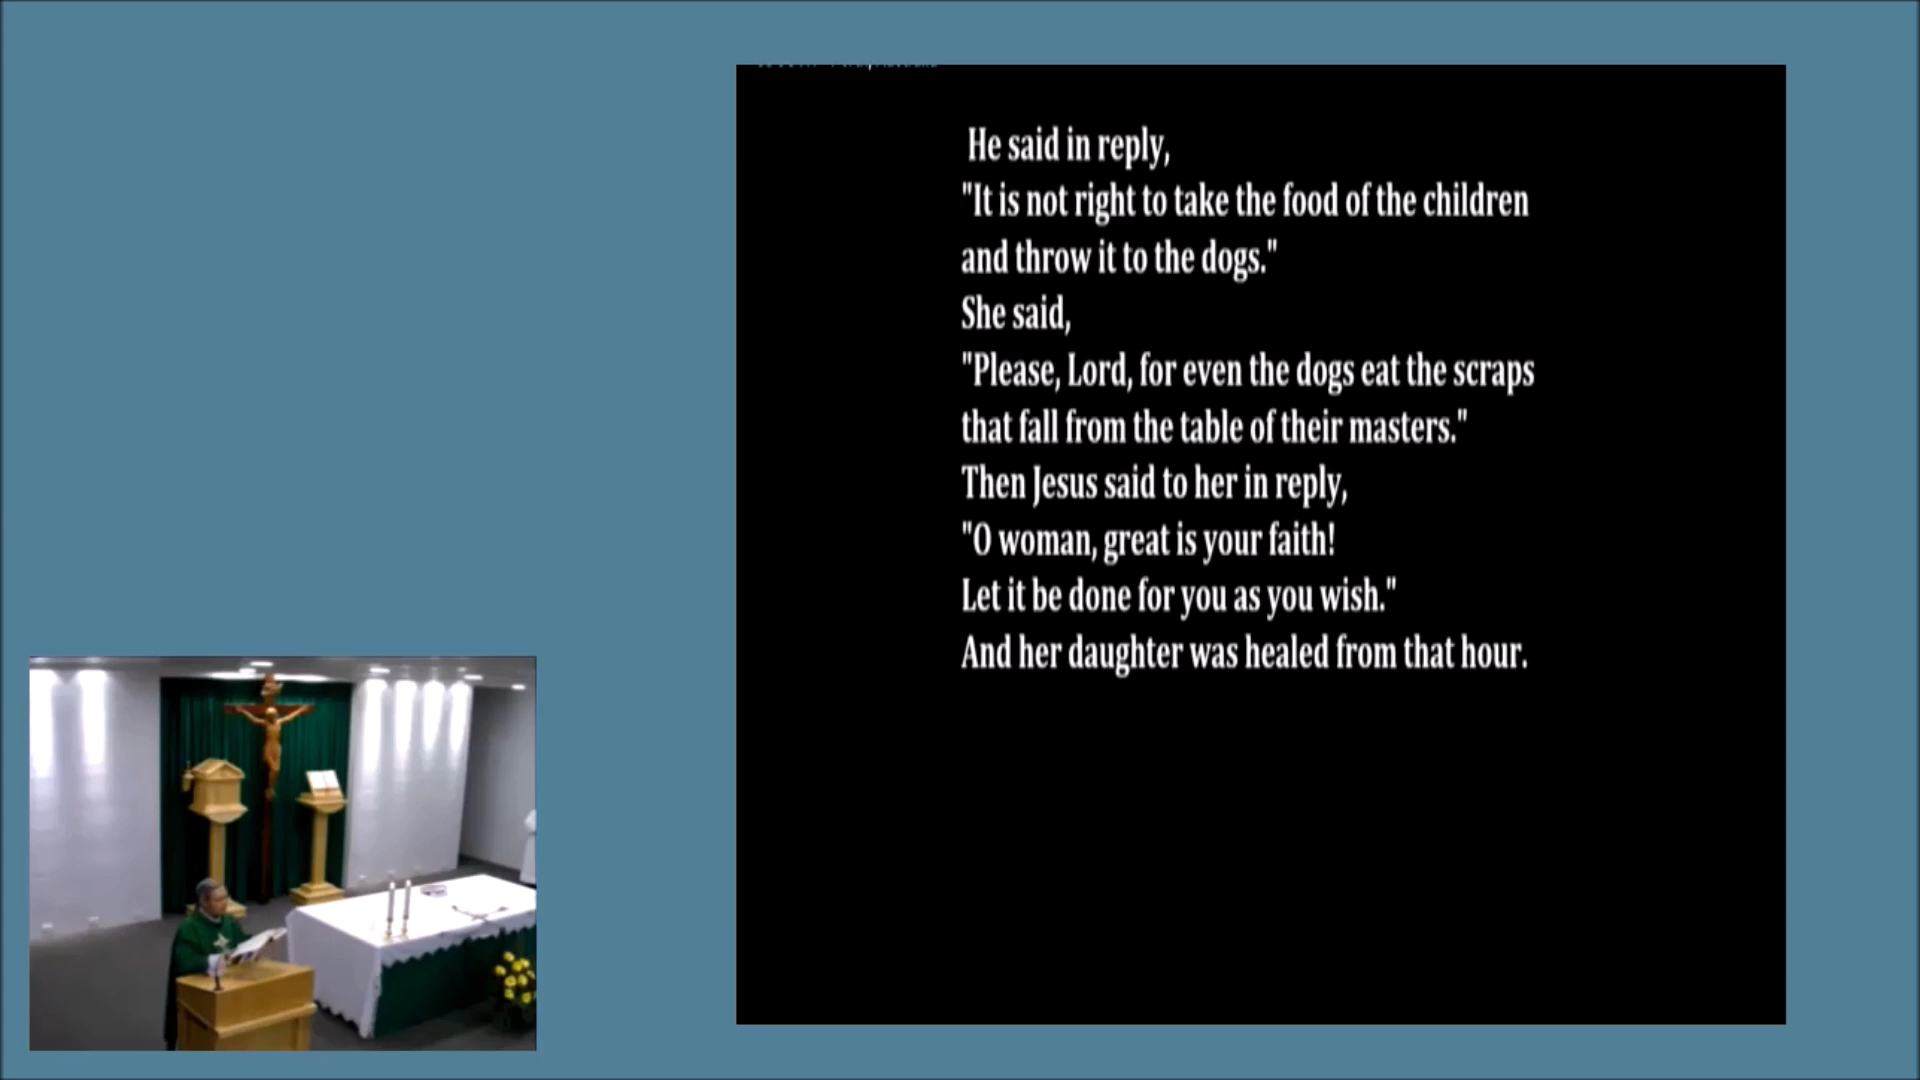 He said in reply,
"It is not right to take the food of the children
and throw it to the dogs."
She said,
"Please, Lord, for even the dogs eat the scraps
that fall from the table of their masters."
Then Jesus said to her in reply,
"O woman, great is your faith!
Let it be done for you as you wish."
And her daughter was healed from that hour.